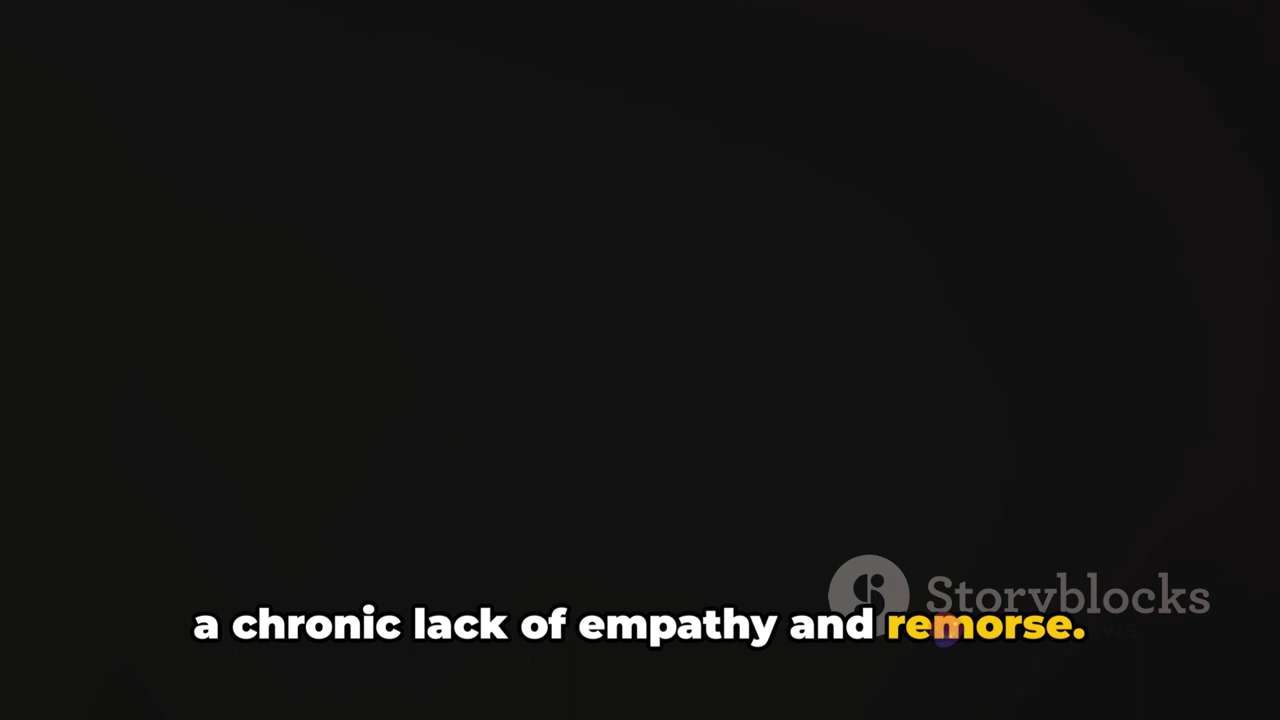 Storyblocks
a chronic lack of empathy and remorse.